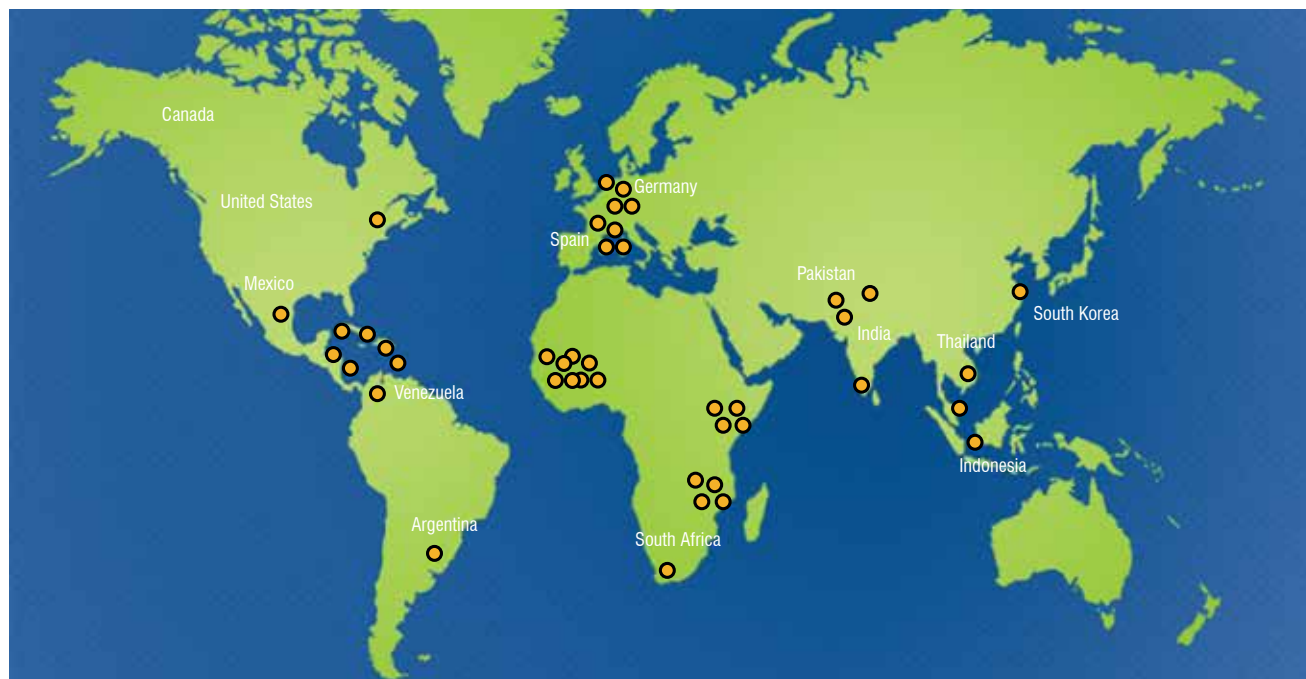 Canada
United States
Germany
Spain
Mexico
Pakistan
South Korea
India
Thailand
Venezuela
Indonesia
Argentina
South Africa